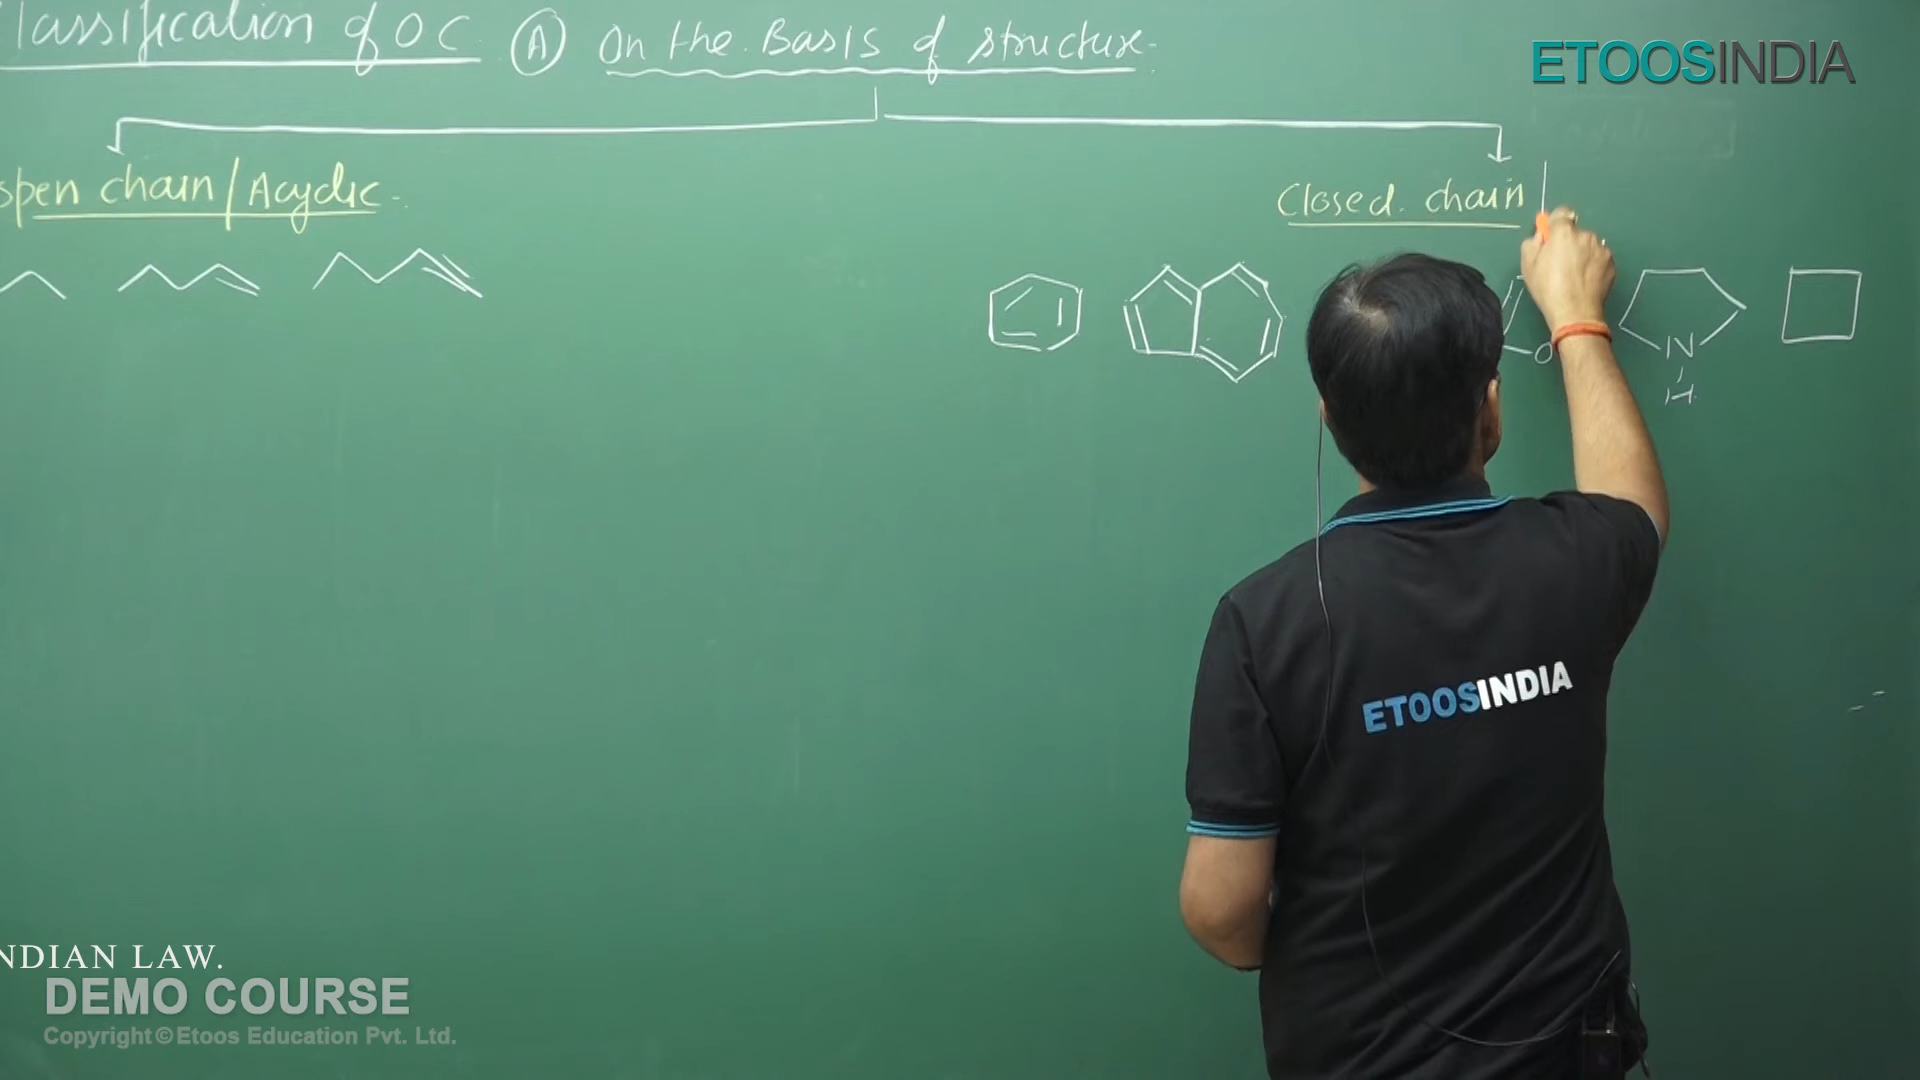 lassification of OC (A) On the Basis of structure.
ETOOSINDIA
pen chain/Acyclic.
Closed chain
O
N
H
ETOOSINDIA
NDIAN LAW.
DEMO COURSE
Copyright©Etoos Education Pvt. Ltd.